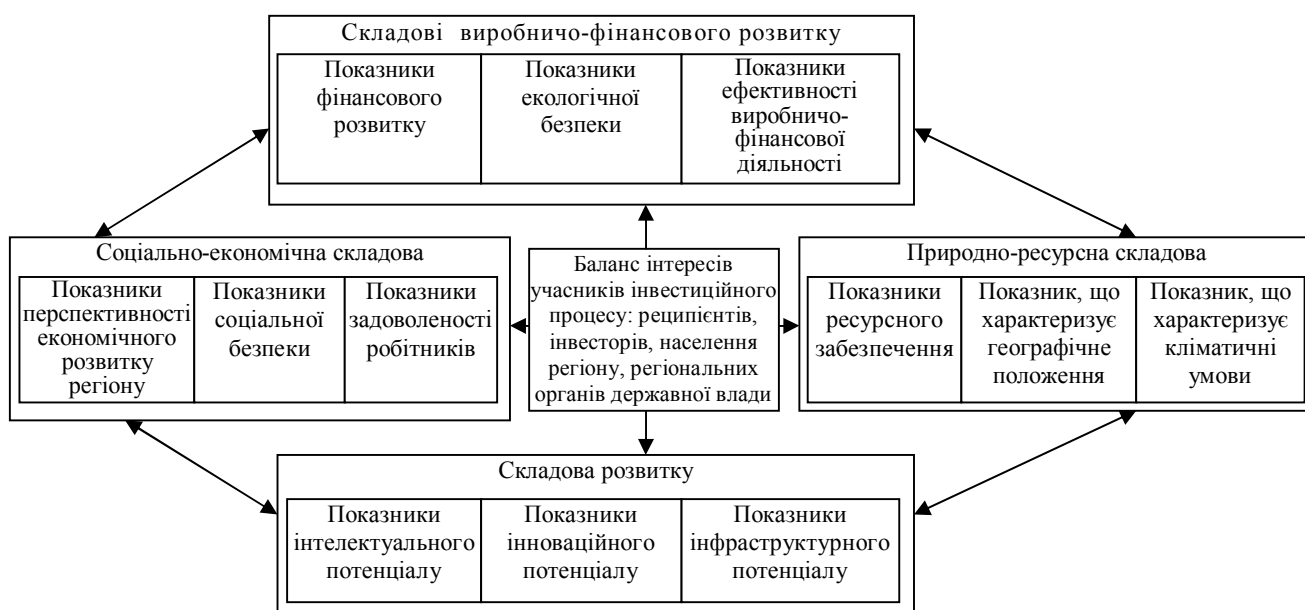 Складові виробничо-фінансового розвитку
Показники
фінансового
розвитку
Показники
екологічної
безпеки
Показники
ефективності
виробничо-
фінансової
діяльності
Соціально-економічна складова
Показники
перспективності
економічного
розвитку
регіону
Показники
соціальної
безпеки
Показники
задоволеності
робітників
Баланс інтересів
учасників інвестиційного
процесу: реципієнтів,
інвесторів, населення
регіону, регіональних
органів державної влади
Природно-ресурсна складова
Показники
ресурсного
забезпечення
Показник, що
характеризує
географічне
положення
Показник, що
характеризує
кліматичні
умови
Складова розвитку
Показники
інтелектуального
потенціалу
Показники
інноваційного
потенціалу
Показники
інфраструктурного
потенціалу